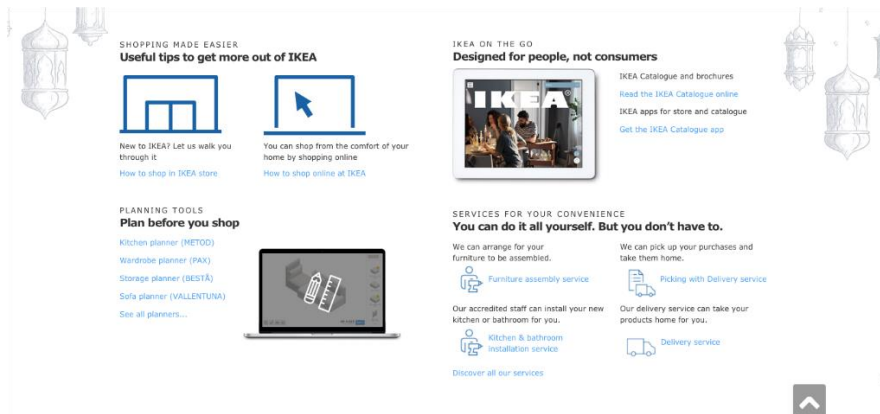 SHOPPING MADE EASIER
Useful tips to get more out of IKEA
New to IKEA? Let us walk you
through it
How to shop in IKEA store
You can shop from the comfort of your
home by shopping online
How to shop online at IKEA
IKEA ON THE GO
Designed for people, not consumers
IKEA
IKEA Catalogue and brochures
Read the IKEA Catalogue online
IKEA apps for store and catalogue
Get the IKEA Catalogue app
PLANNING TOOLS
Plan before you shop
Kitchen planner (METOD)
Wardrobe planner (PAX)
Storage planner (BESTÅ)
Sofa planner (VALLENTUNA)
See all planners...
SERVICES FOR YOUR CONVENIENCE
You can do it all yourself. But you don't have to.
We can arrange for your
furniture to be assembled.
Furniture assembly service
We can pick up your purchases and
take them home.
Picking with Delivery service
Our accredited staff can install your new
kitchen or bathroom for you.
Kitchen & bathroom
installation service
Our delivery service can take your
products home for you.
Delivery service
Discover all our services